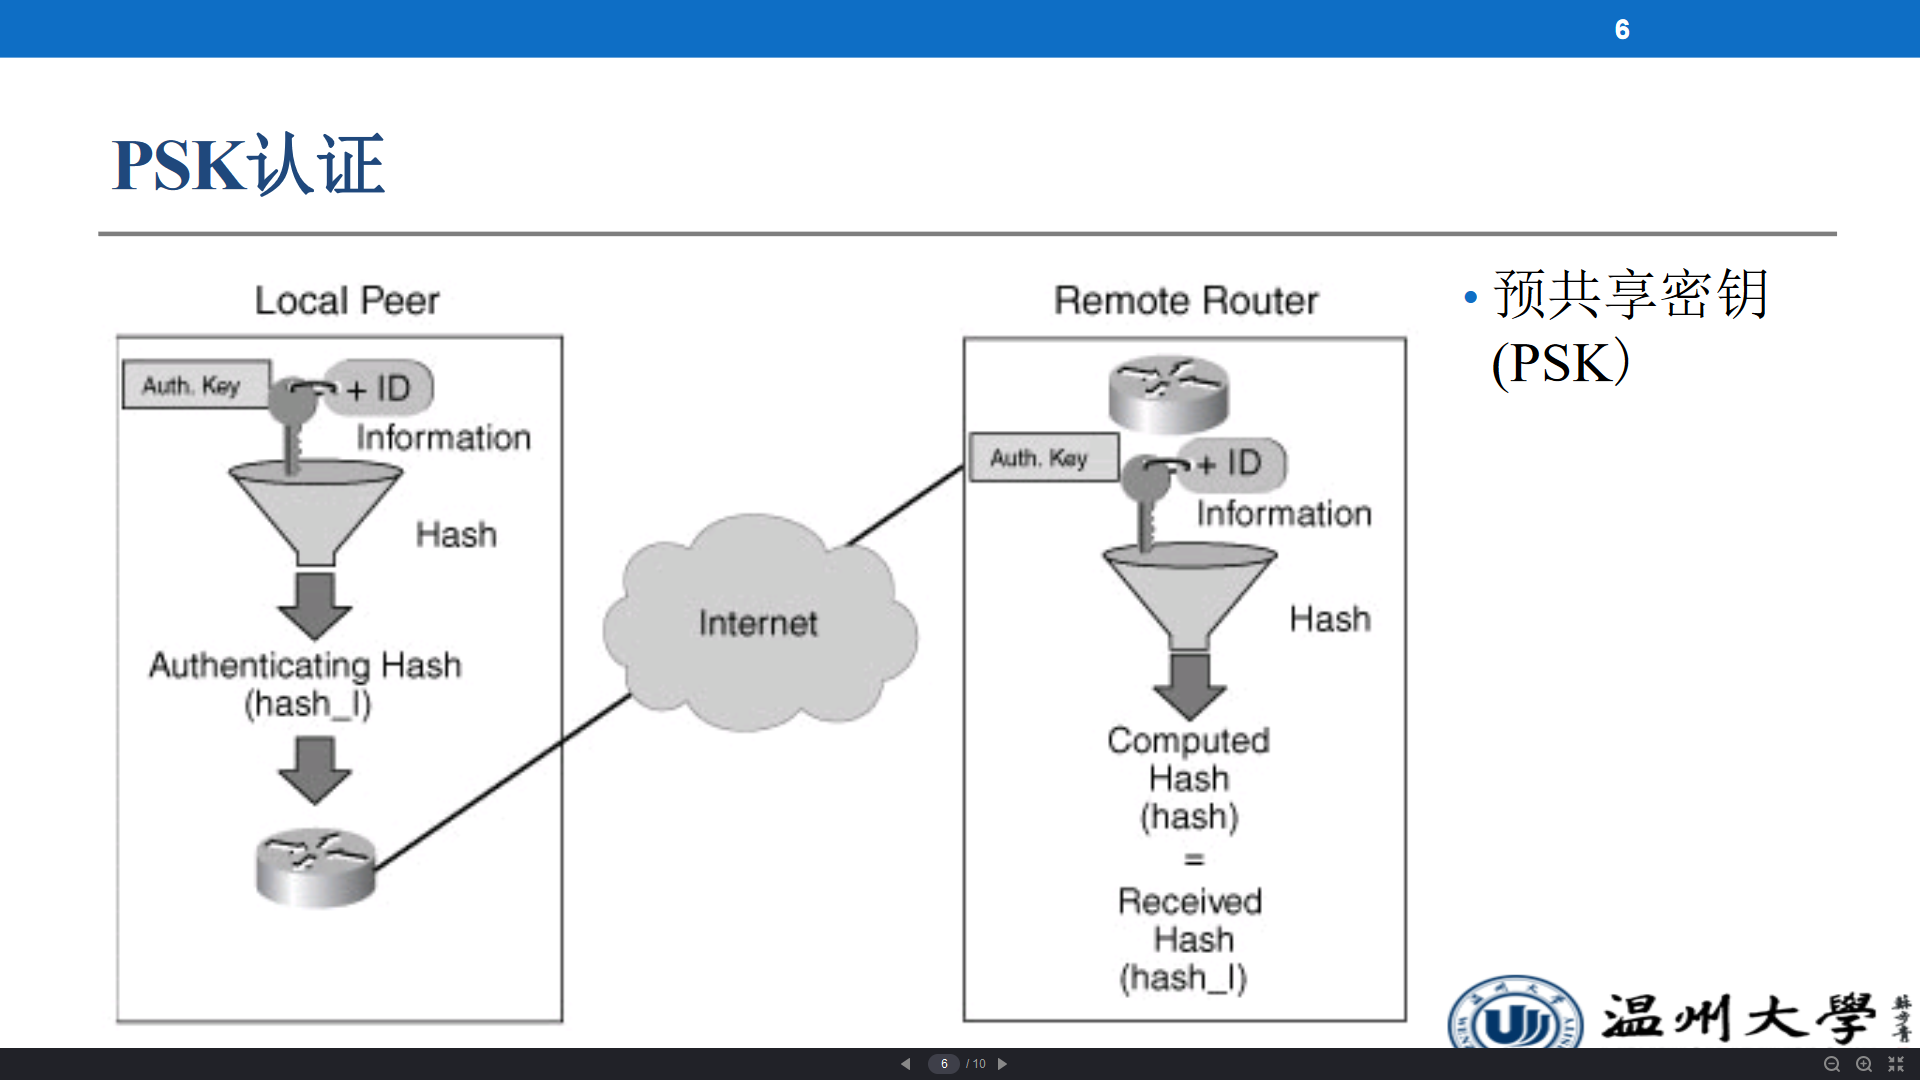 6
PSK认证
Local Peer
Auth. Key
+ ID
Information
Hash
Authenticating Hash
(hash_I)
Internet
Remote Router
Auth. Key
+ ID
Information
Hash
Computed
Hash
(hash)
=
Received
Hash
(hash_I)
• 预共享密钥
(PSK）
温州大學
6 / 10